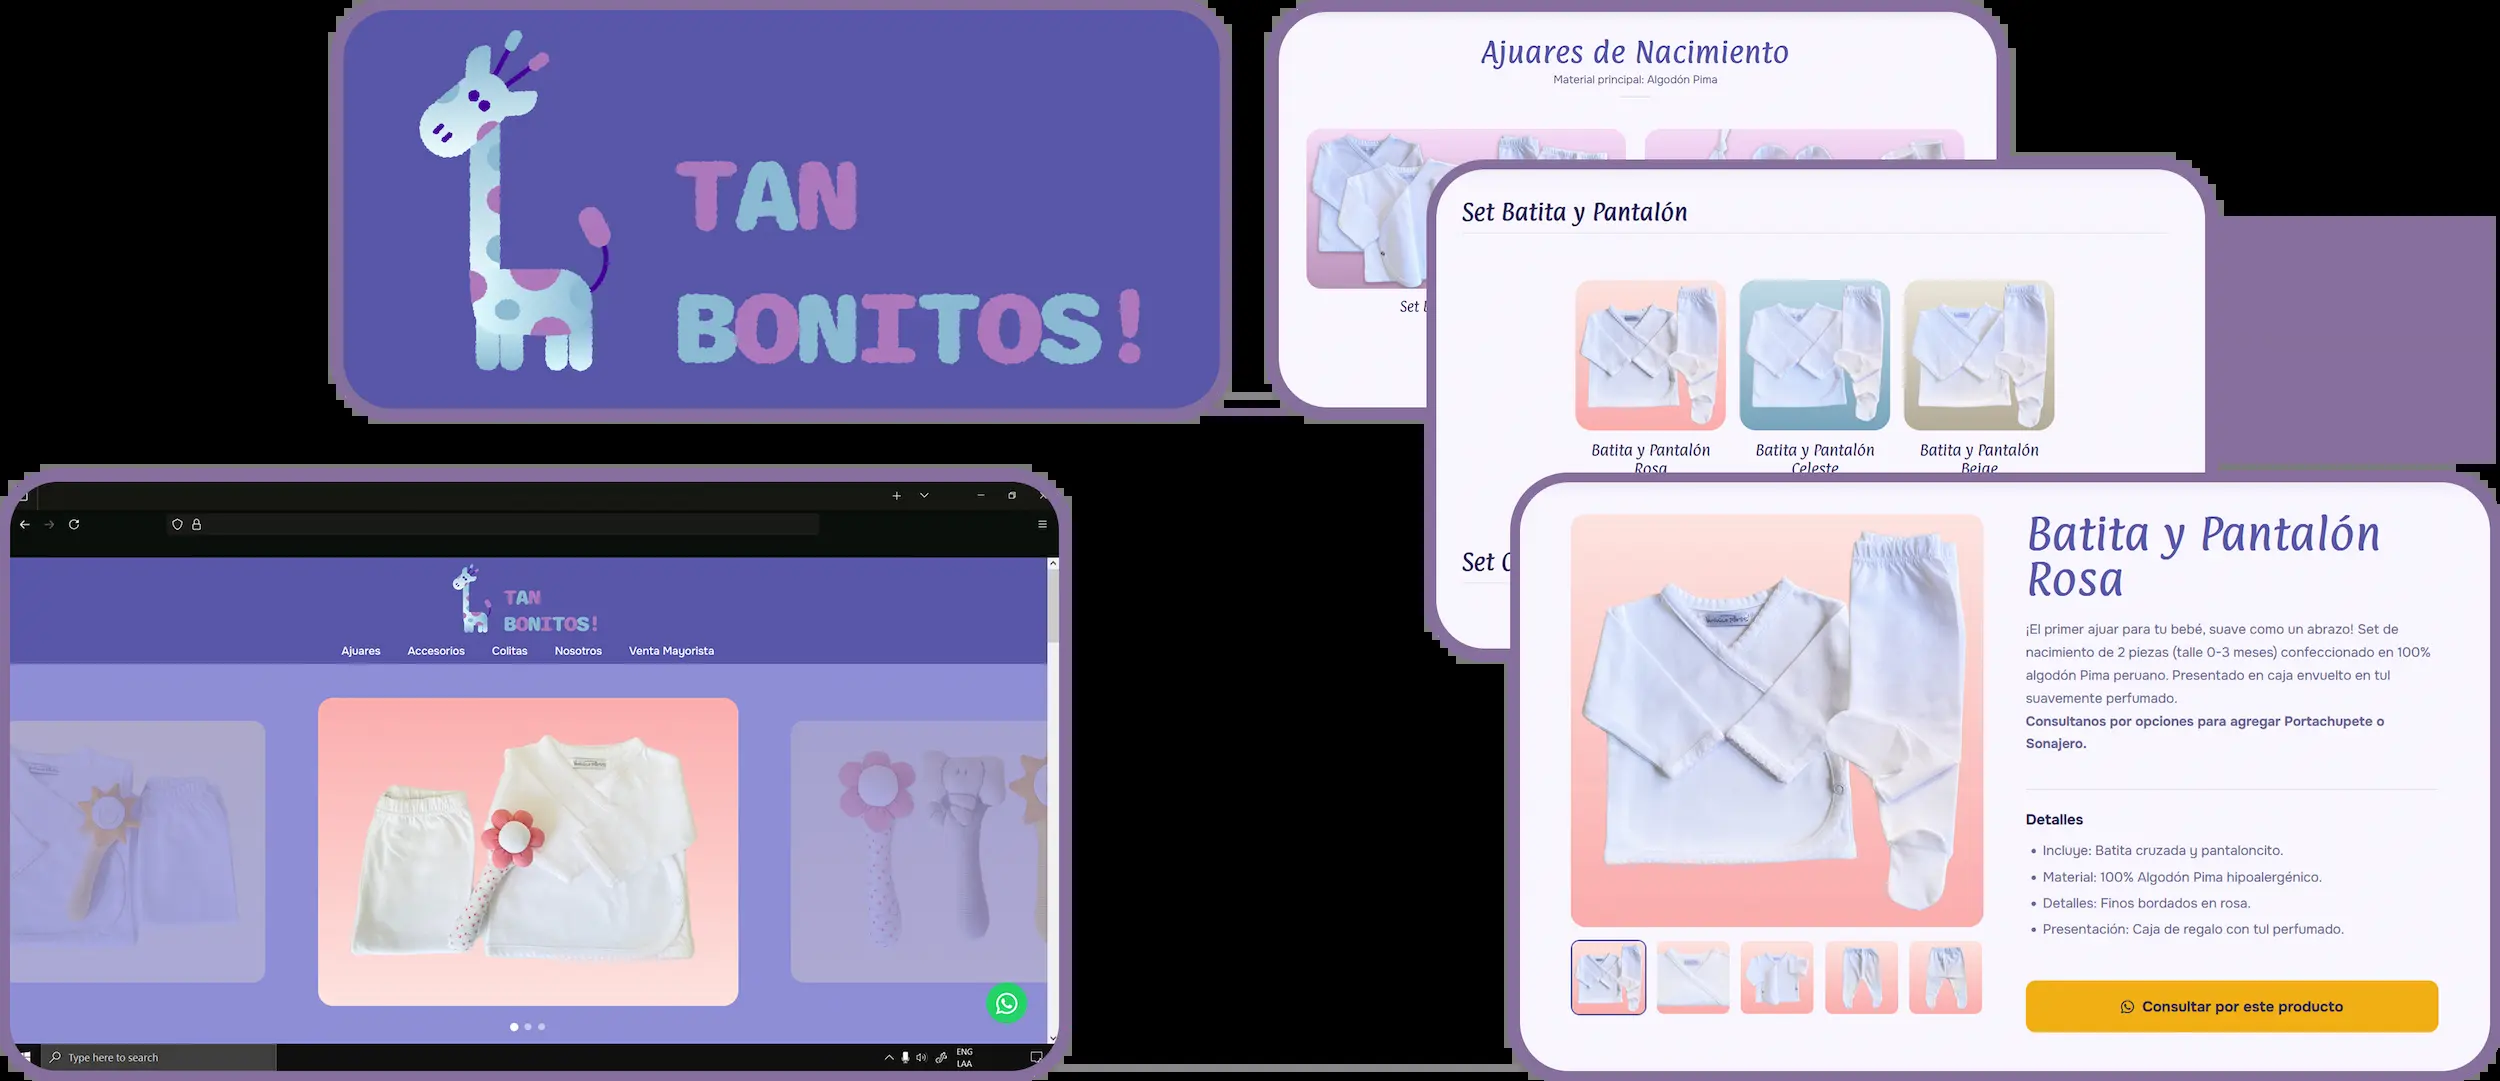 TAN
BONITOS!
Ajuares de Nacimiento
Material principal: Algodón Pima
Set
Set Batita y Pantalón
Batita y Pantalón
Rosa
Batita y Pantalón
Celeste
Batita y Pantalón
Beige
Set
TAN
BONITOS!
Ajuares
Accesorios
Colitas
Nosotros
Venta Mayorista
Type here to search
ENG
LAA
Batita y Pantalón
Rosa
¡El primer ajuar para tu bebé, suave como un abrazo! Set de
nacimiento de 2 piezas (talle 0-3 meses) confeccionado en 100%
algodón Pima peruano. Presentado en caja envuelto en tul
suavemente perfumado.
Consultanos por opciones para agregar Portachupete o
Sonajero.
Detalles
• Incluye: Batita cruzada y pantaloncito.
• Material: 100% Algodón Pima hipoalergénico.
• Detalles: Finos bordados en rosa.
• Presentación: Caja de regalo con tul perfumado.
Consultar por este producto